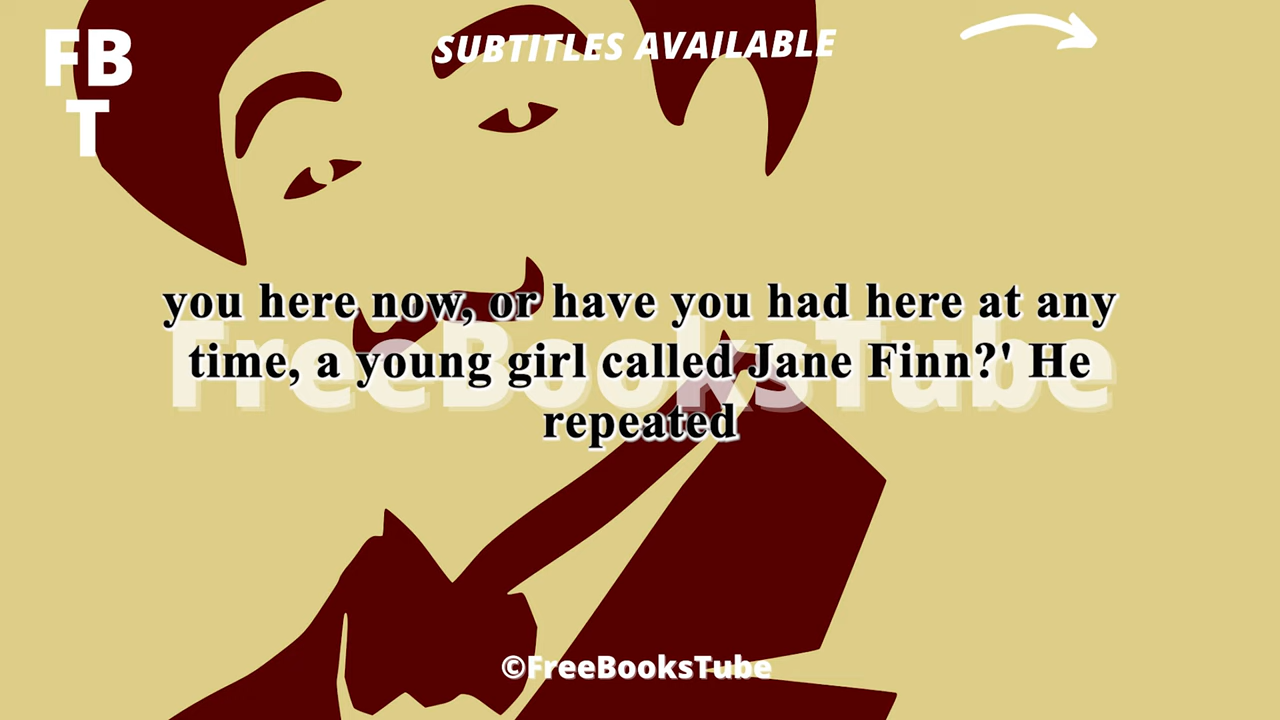 FB
T
SUBTITLES AVAILABLE
you here now, or have you had here at any
time, a young girl called Jane Finn?' He
repeated
FreeBooksTube
©FreeBooksTube